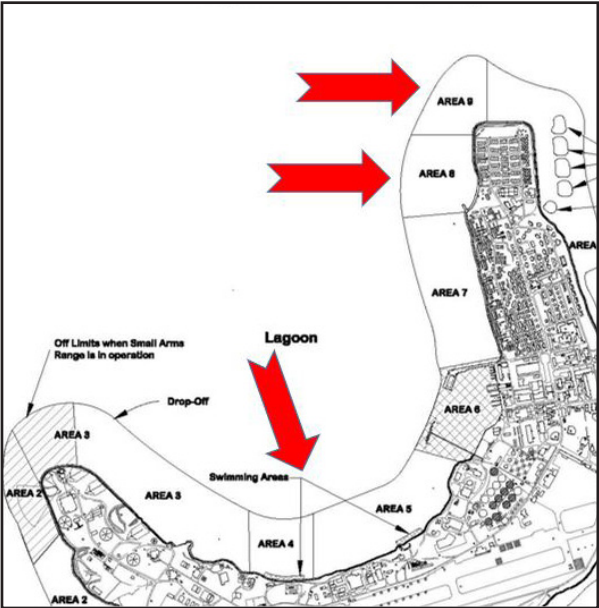 AREA 9
AREA 8
AREA
AREA 7
Lagoon
Off Limits when Small Arms
Range is in operation
Drop-Off
AREA 6
AREA 3
Swimming Areas
AREA 2
AREA 3
AREA 5
AREA 4
AREA 2